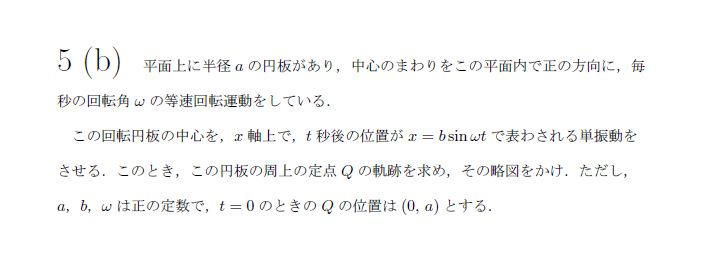 5 (b) 平面上に半径 a の円板があり，中心のまわりをこの平面内で正の方向に，毎
秒の回転角 ω の等速回転運動をしている．
この回転円板の中心を，x 軸上で，t 秒後の位置が x = b sin ωt で表わされる単振動を
させる．このとき，この円板の周上の定点 Q の軌跡を求め，その略図をかけ．ただし，
a，b，ω は正の定数で，t = 0 のときの Q の位置は (0, a) とする．